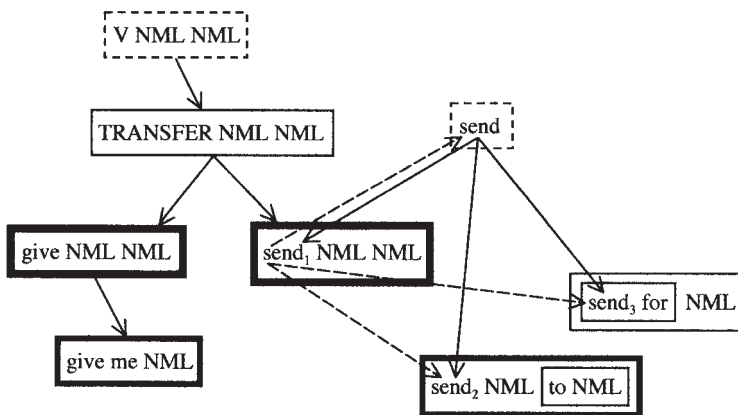 V NML NML
TRANSFER NML NML
send
give NML NML
send₁ NML NML
send₃ for NML
give me NML
send₂ NML to NML